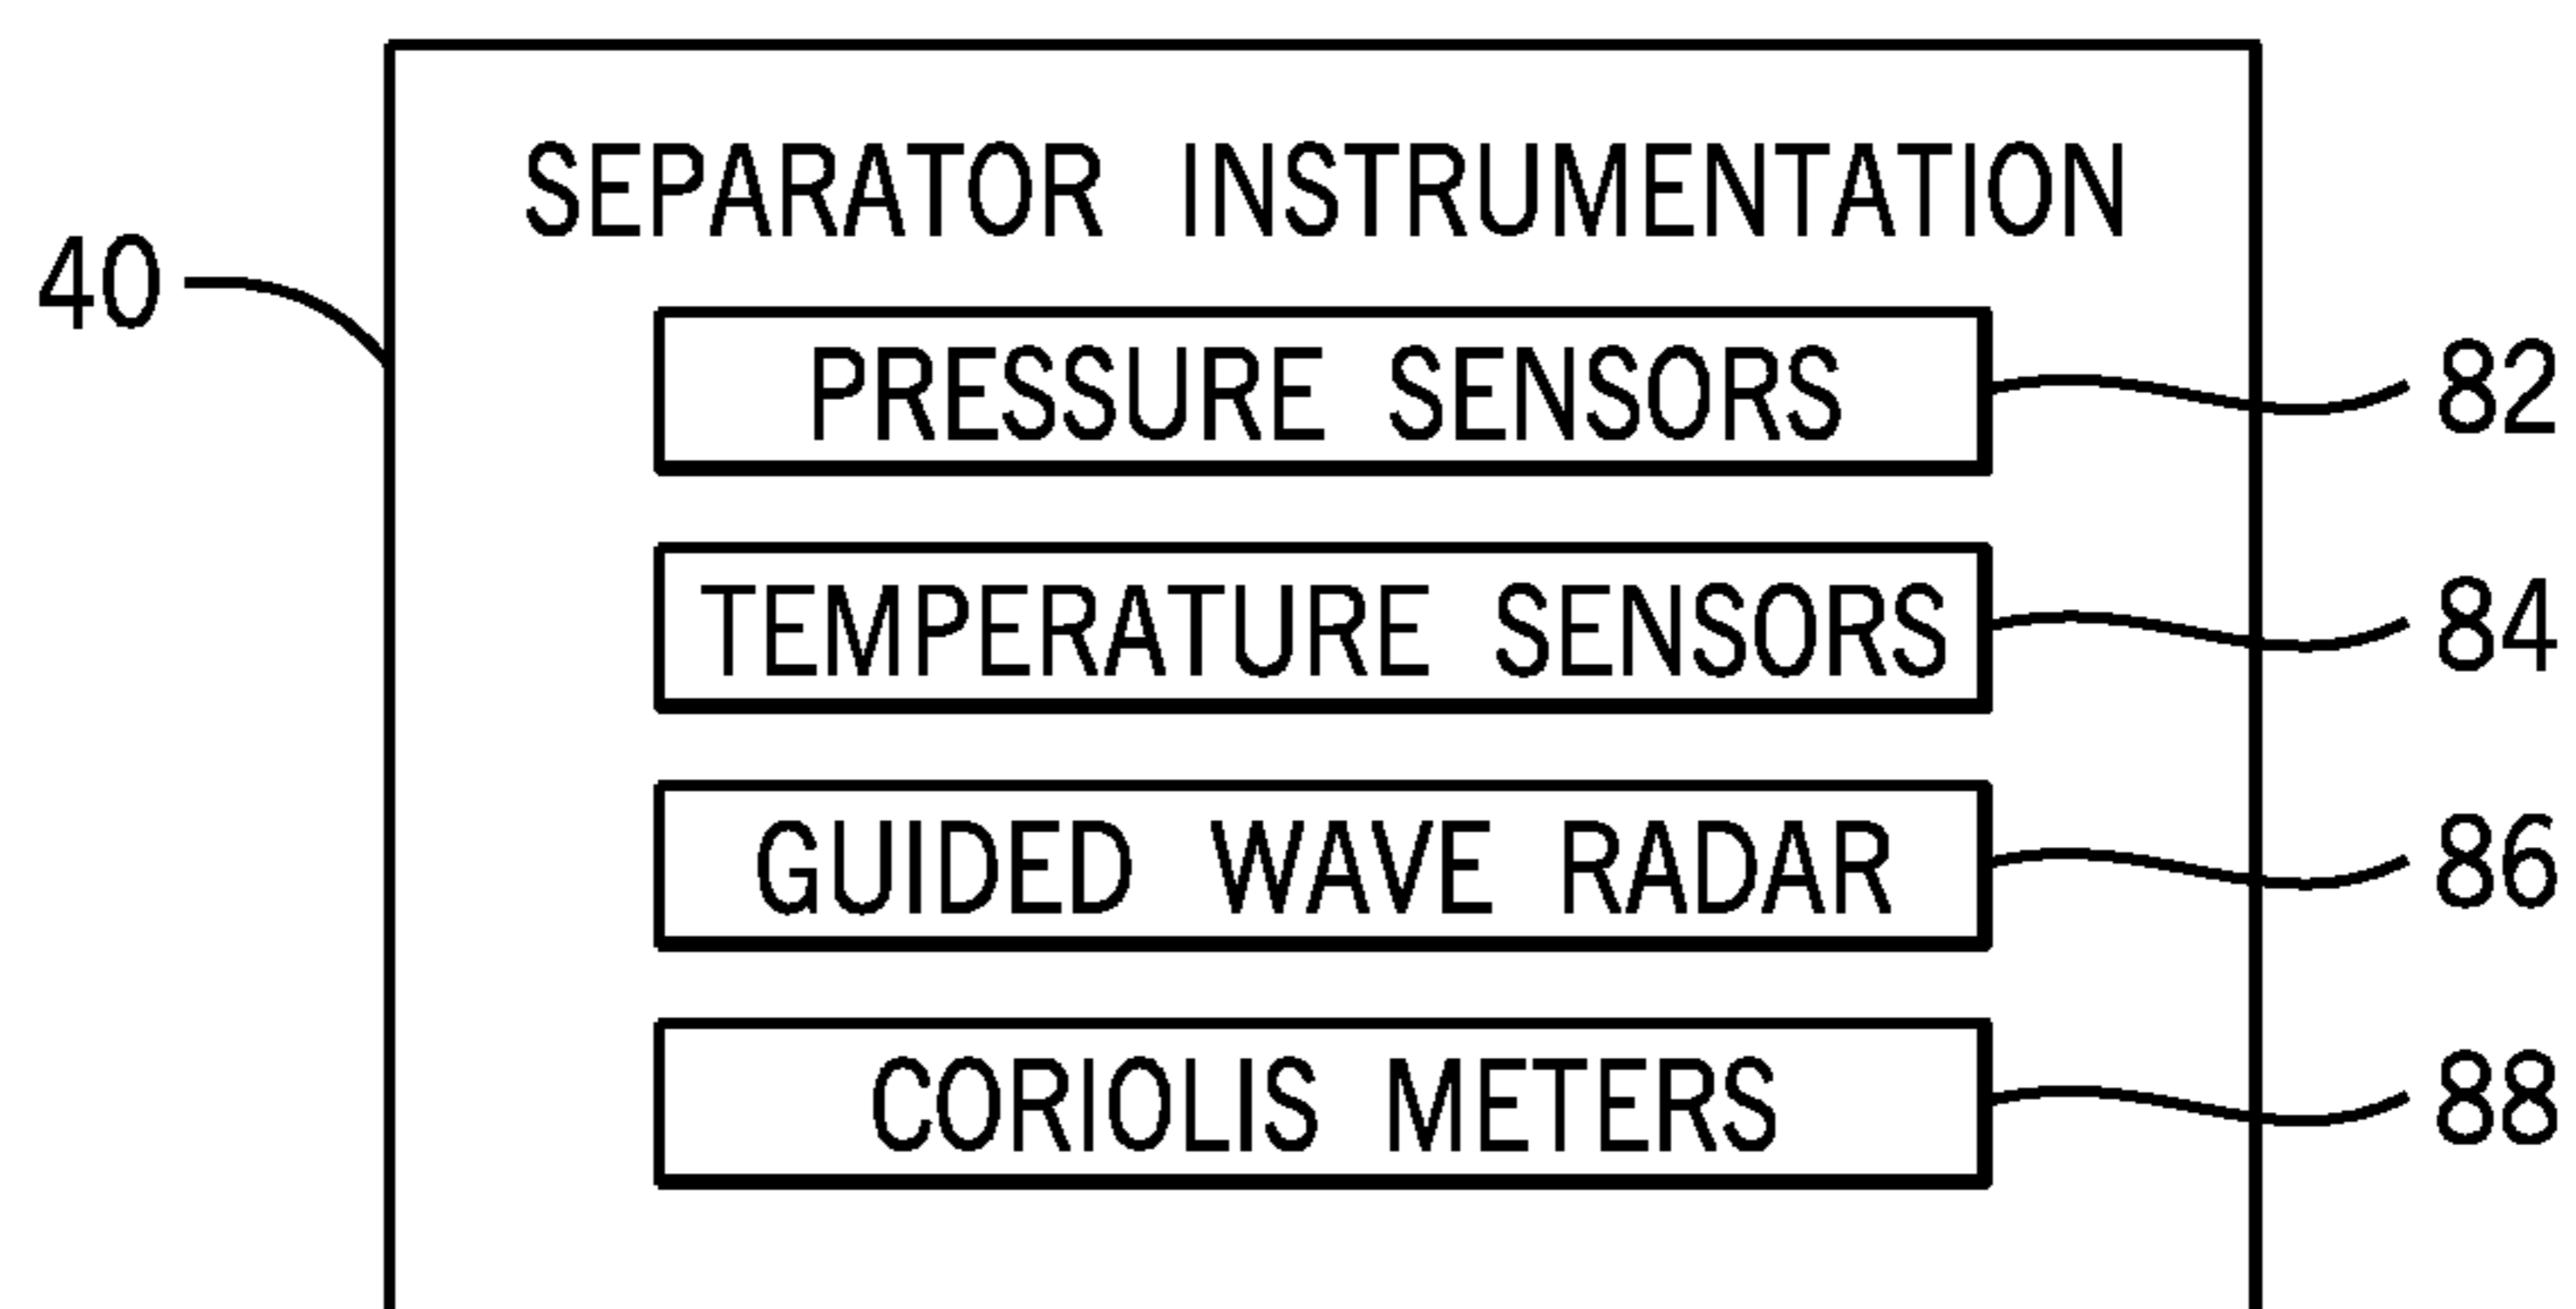 SEPARATOR INSTRUMENTATION
40
PRESSURE SENSORS 82
TEMPERATURE SENSORS 84
GUIDED WAVE RADAR 86
CORIOLIS METERS 88